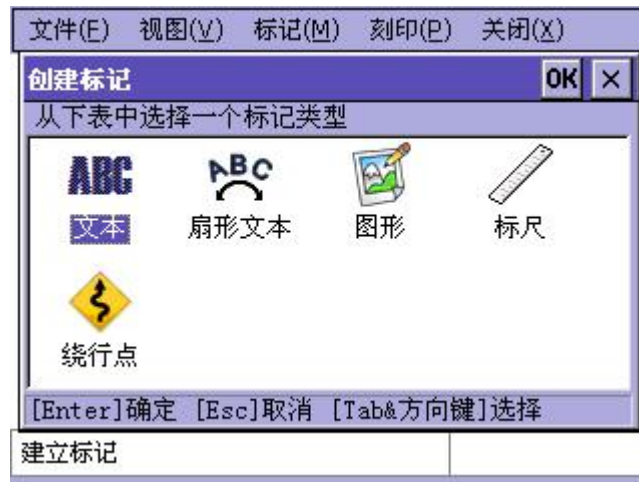 文件(F) 视图(V) 标记(M) 刻印(P) 关闭(X)
创建标记 OK
从下表中选择一个标记类型
ABC ABC
文本 扇形文本 图形 标尺
绕行点
[Enter]确定 [Esc]取消 [Tab&方向键]选择
建立标记